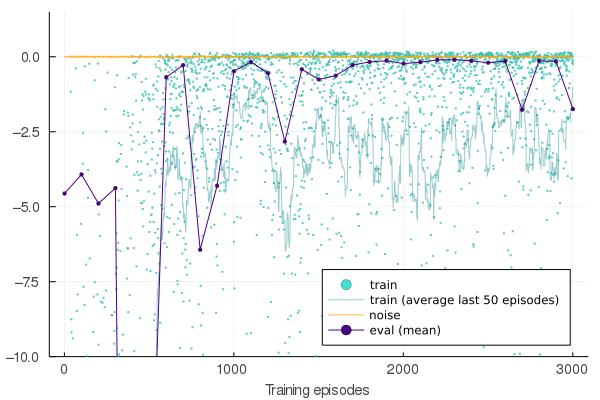 0.0
−2.5
−5.0
−7.5
−10.0
train
train (average last 50 episodes)
noise
eval (mean)
0 1000 2000 3000
Training episodes